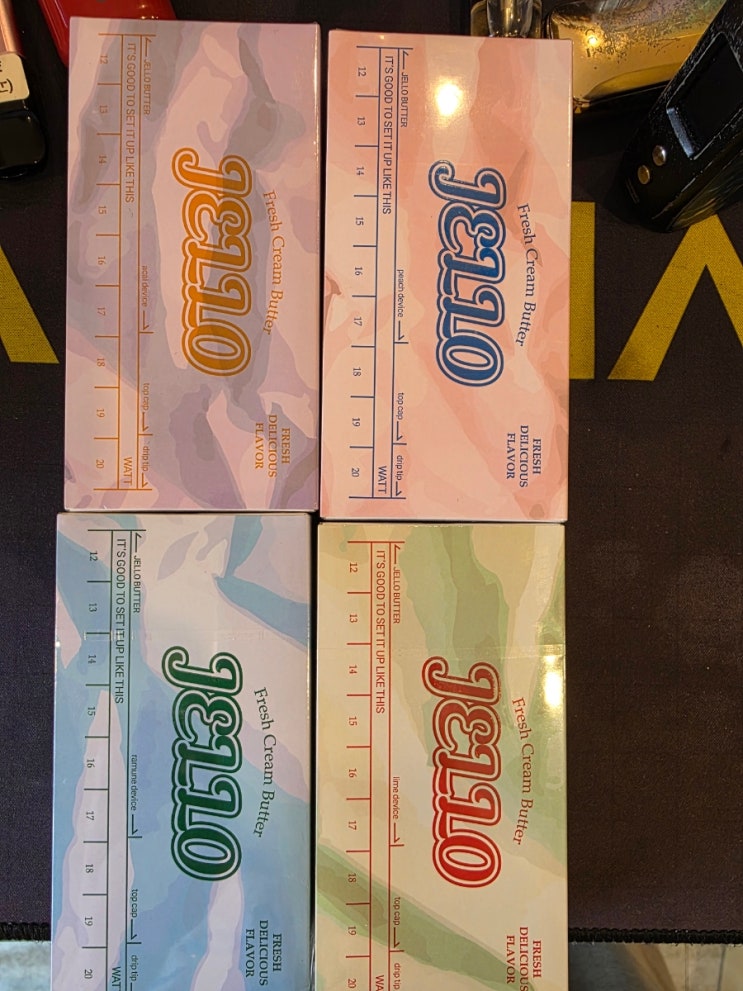 Fresh Cream Butter
JELLO
FRESH
DELICIOUS
FLAVOR
JELLO BUTTER acai device top cap drip tip
IT'S GOOD TO SET IT UP LIKE THIS WATT
12 13 14 15 16 17 18 19 20
Fresh Cream Butter
JELLO
FRESH
DELICIOUS
FLAVOR
JELLO BUTTER peach device top cap drip tip
IT'S GOOD TO SET IT UP LIKE THIS WATT
12 13 14 15 16 17 18 19 20
Fresh Cream Butter
JELLO
FRESH
DELICIOUS
FLAVOR
JELLO BUTTER ramune device top cap drip tip
IT'S GOOD TO SET IT UP LIKE THIS WAT
12 13 14 15 16 17 18 19 20
Fresh Cream Butter
JELLO
FRESH
DELICIOUS
FLAVOR
JELLO BUTTER lime device top cap drip tip
IT'S GOOD TO SET IT UP LIKE THIS WA
12 13 14 15 16 17 18 19 20